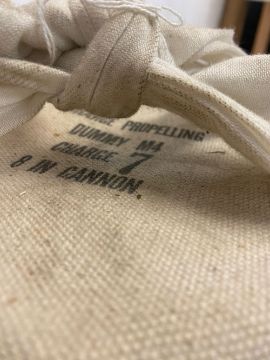 PROPELLING
DUMMY M4
CHARGE 7
8 IN CANNON